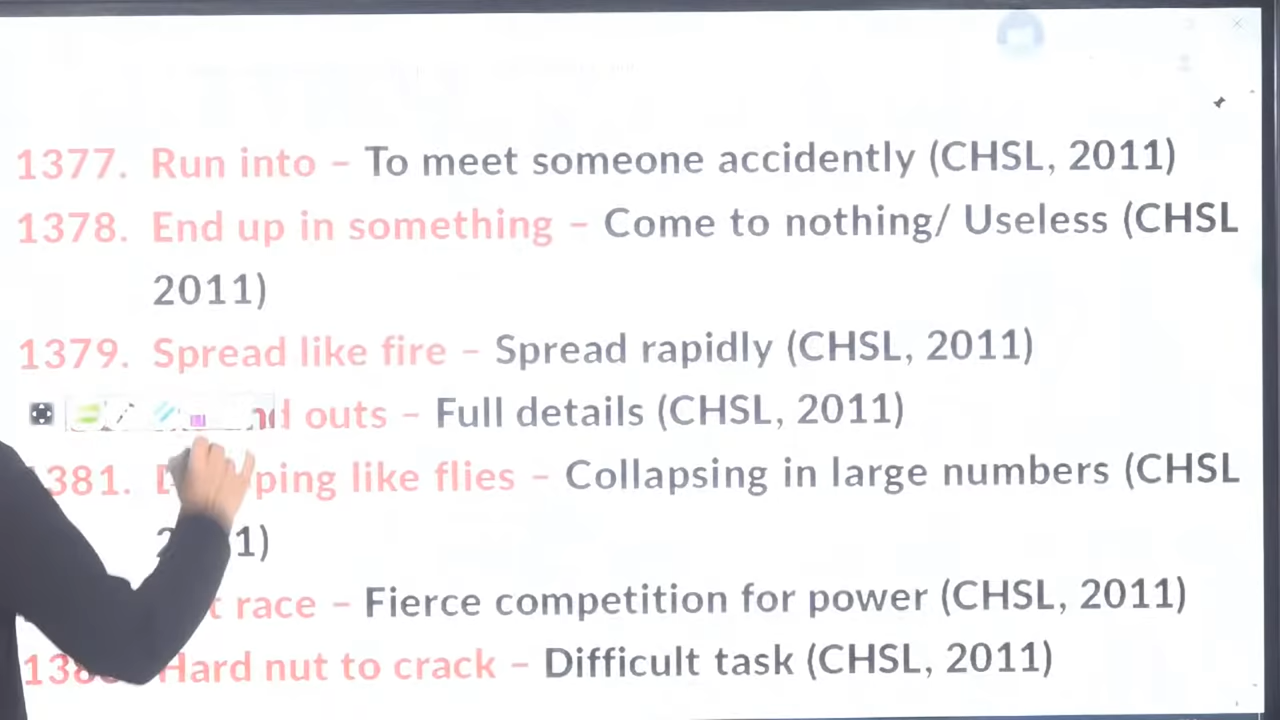 1377. Run into – To meet someone accidently (CHSL, 2011)
1378. End up in something – Come to nothing/ Useless (CHSL
2011)
1379. Spread like fire – Spread rapidly (CHSL, 2011)
outs – Full details (CHSL, 2011)
1381. like flies – Collapsing in large numbers (CHSL
race – Fierce competition for power (CHSL, 2011)
Hard nut to crack – Difficult task (CHSL, 2011)